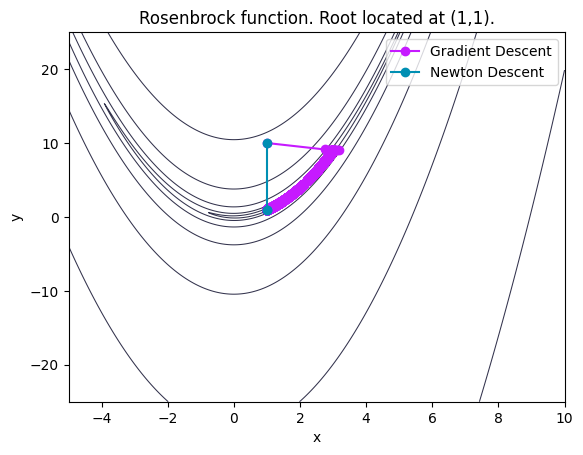 Rosenbrock function. Root located at (1,1).
Gradient Descent
Newton Descent
20
10
0
−10
−20
y
−4
−2
0
2
4
6
8
10
x